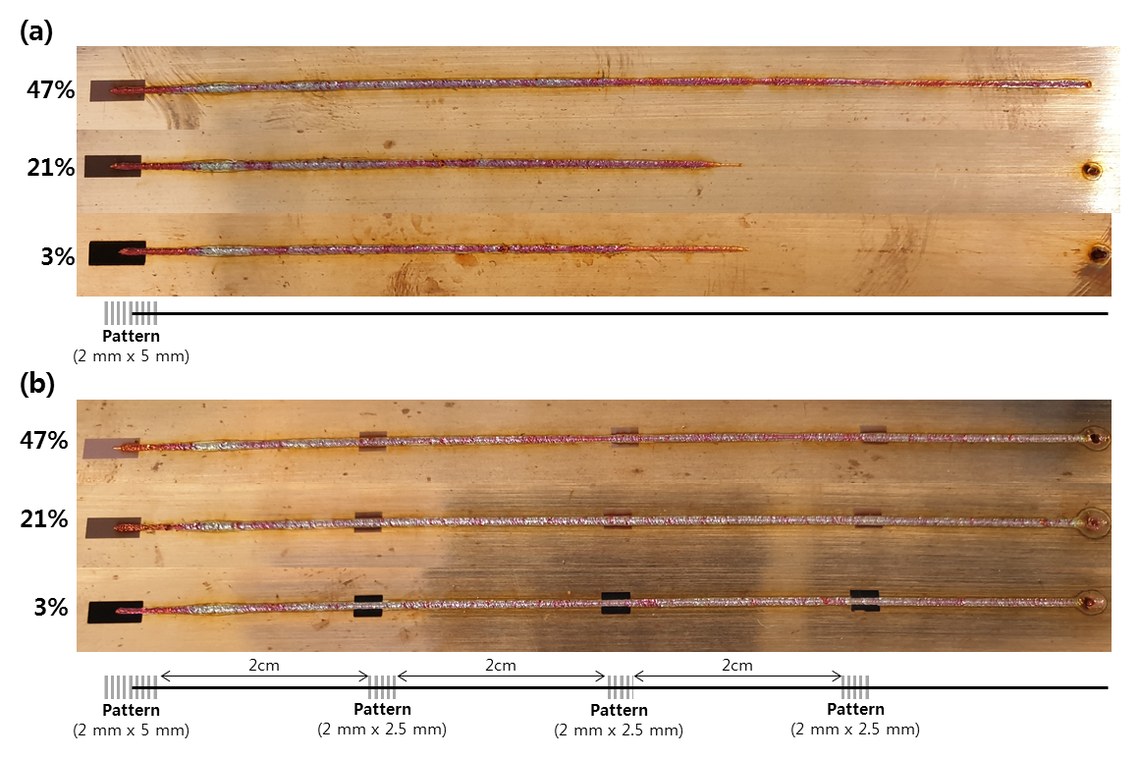 (a)
47%
21%
3%
Pattern
(2 mm x 5 mm)
(b)
47%
21%
3%
2cm 2cm 2cm
Pattern Pattern Pattern Pattern
(2 mm x 5 mm) (2 mm x 2.5 mm) (2 mm x 2.5 mm) (2 mm x 2.5 mm)